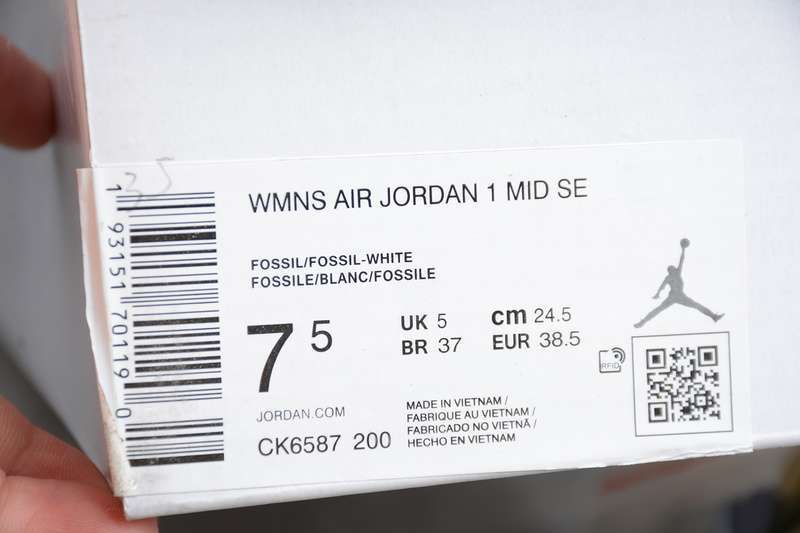 WMNS AIR JORDAN 1 MID SE
FOSSIL/FOSSIL-WHITE
FOSSILE/BLANC/FOSSILE
7 5
UK 5
cm 24.5
BR 37
EUR 38.5
RFID
JORDAN.COM
CK6587 200
MADE IN VIETNAM /
FABRIQUE AU VIETNAM /
FABRICADO NO VIETNÃ /
HECHO EN VIETNAM
1 93151 70119 0
35